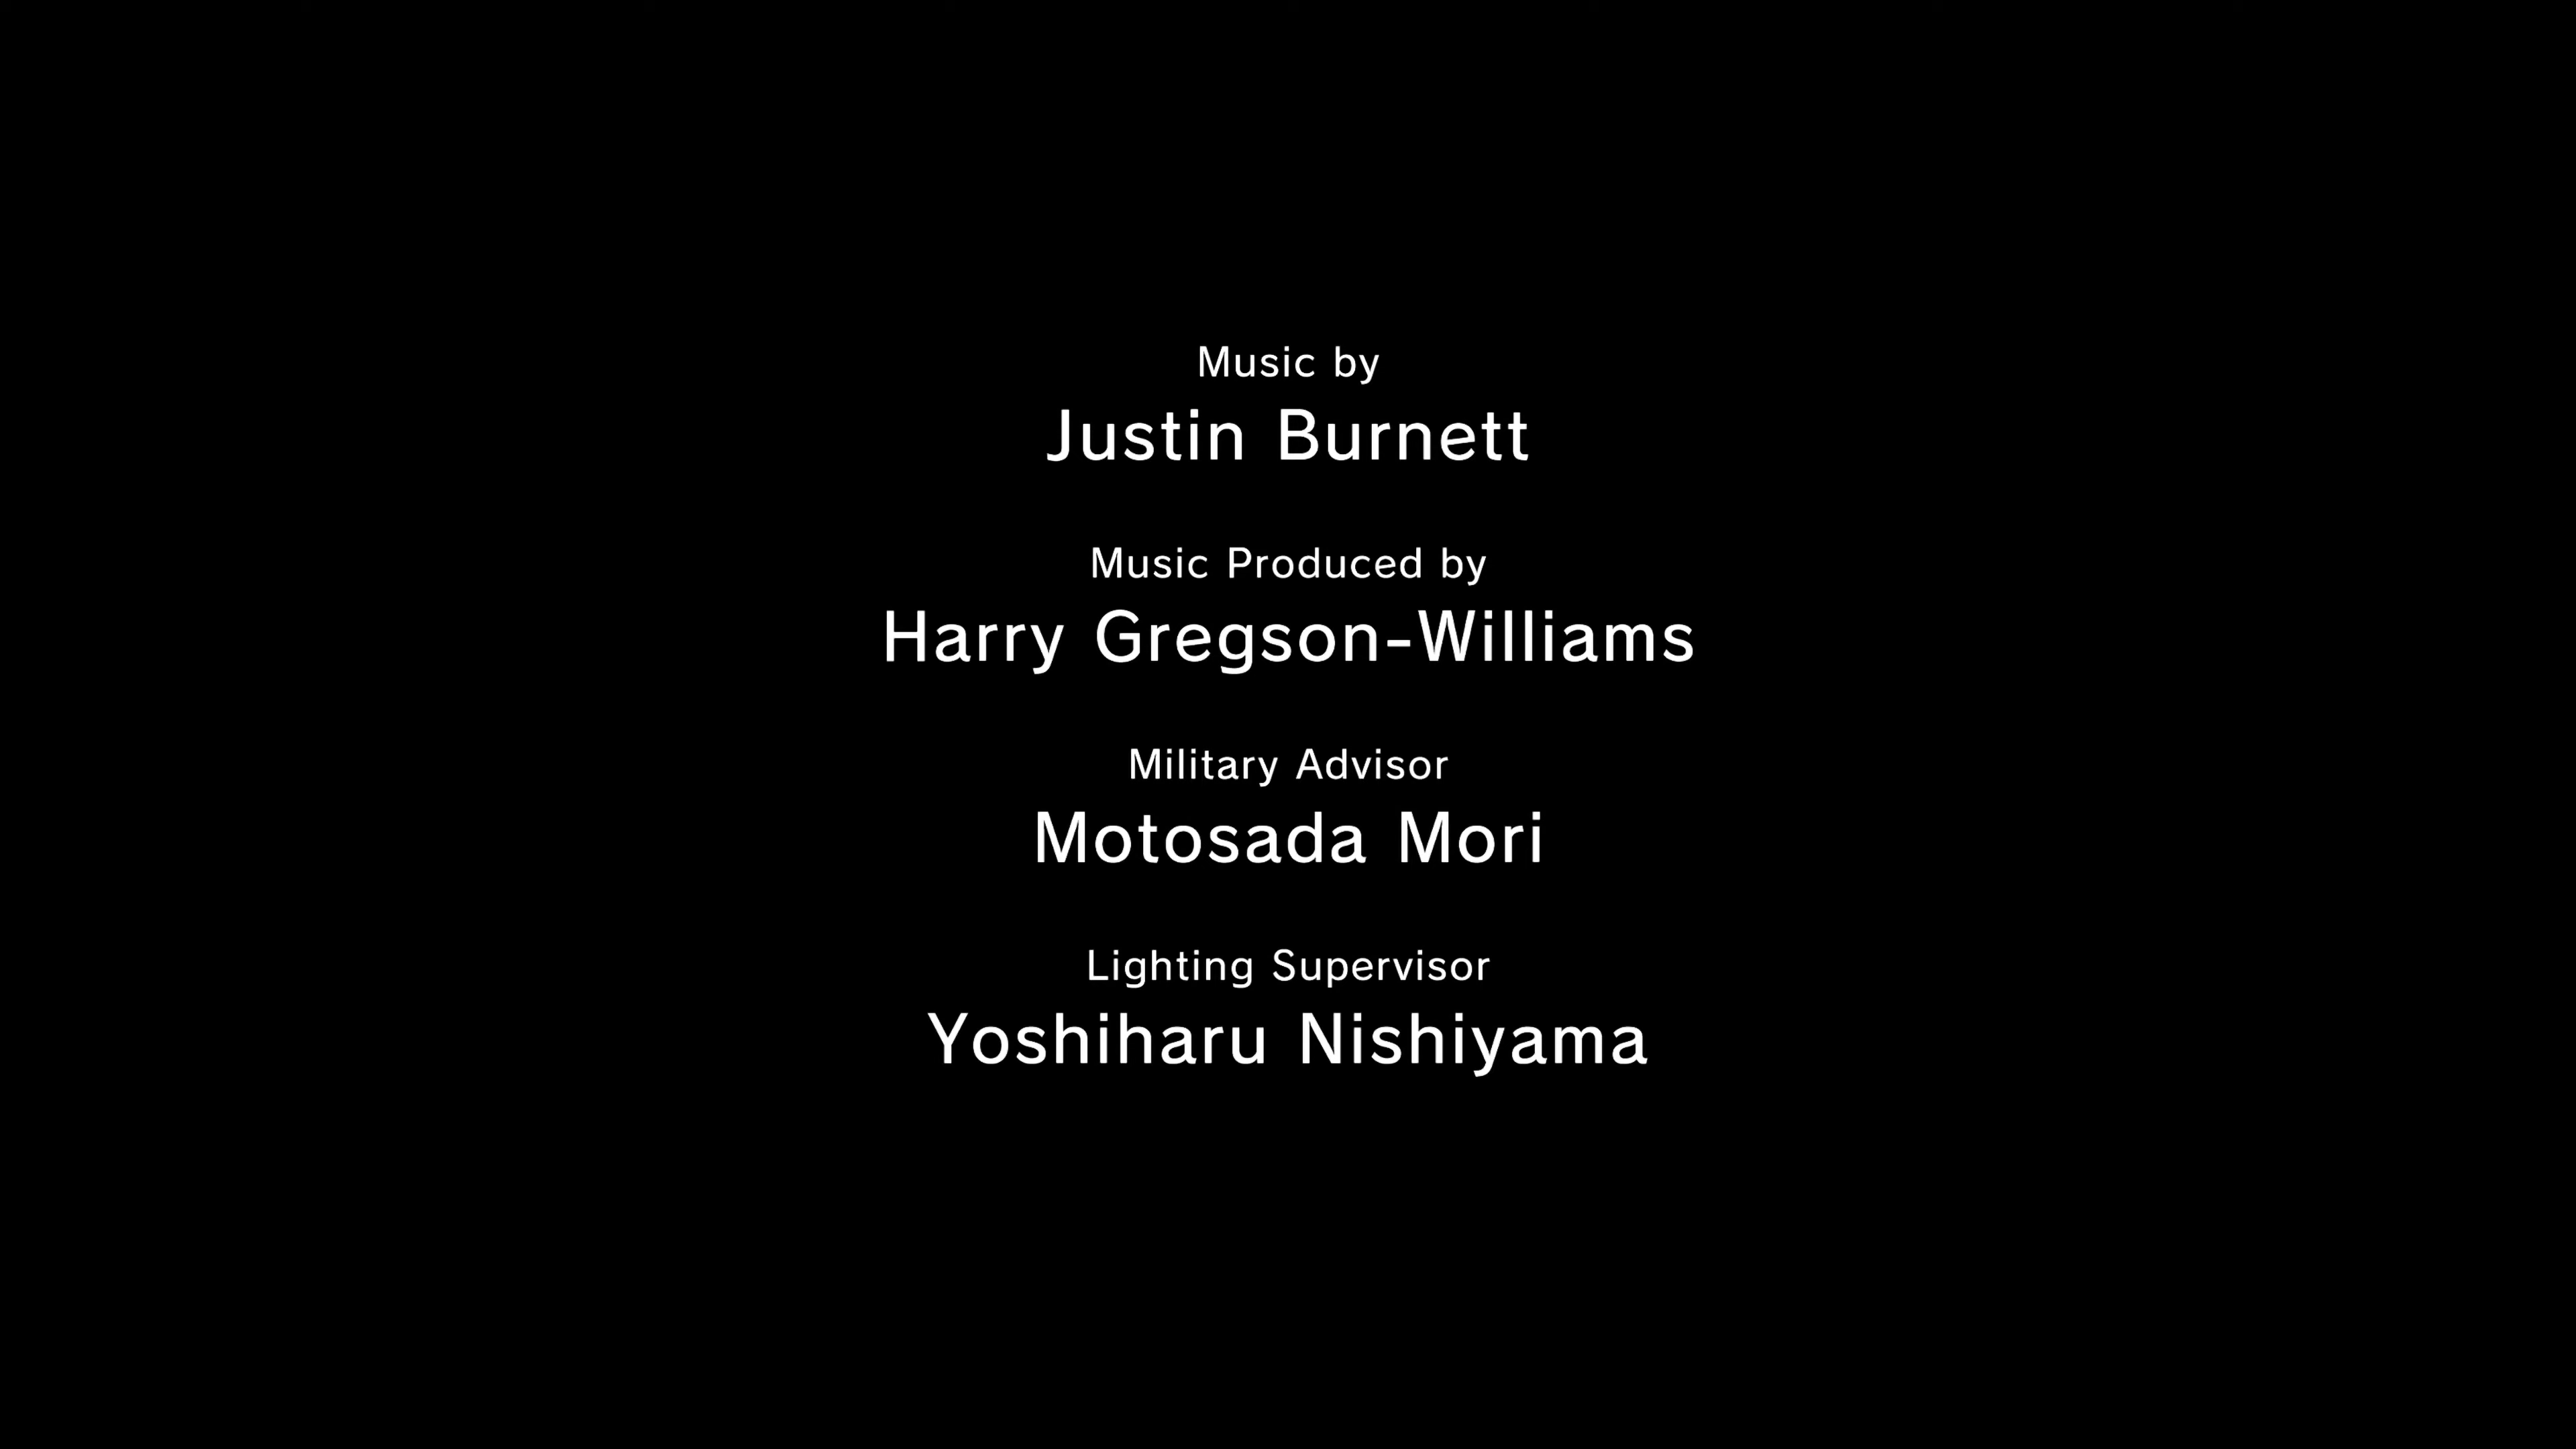 Music by
Justin Burnett
Music Produced by
Harry Gregson-Williams
Military Advisor
Motosada Mori
Lighting Supervisor
Yoshiharu Nishiyama